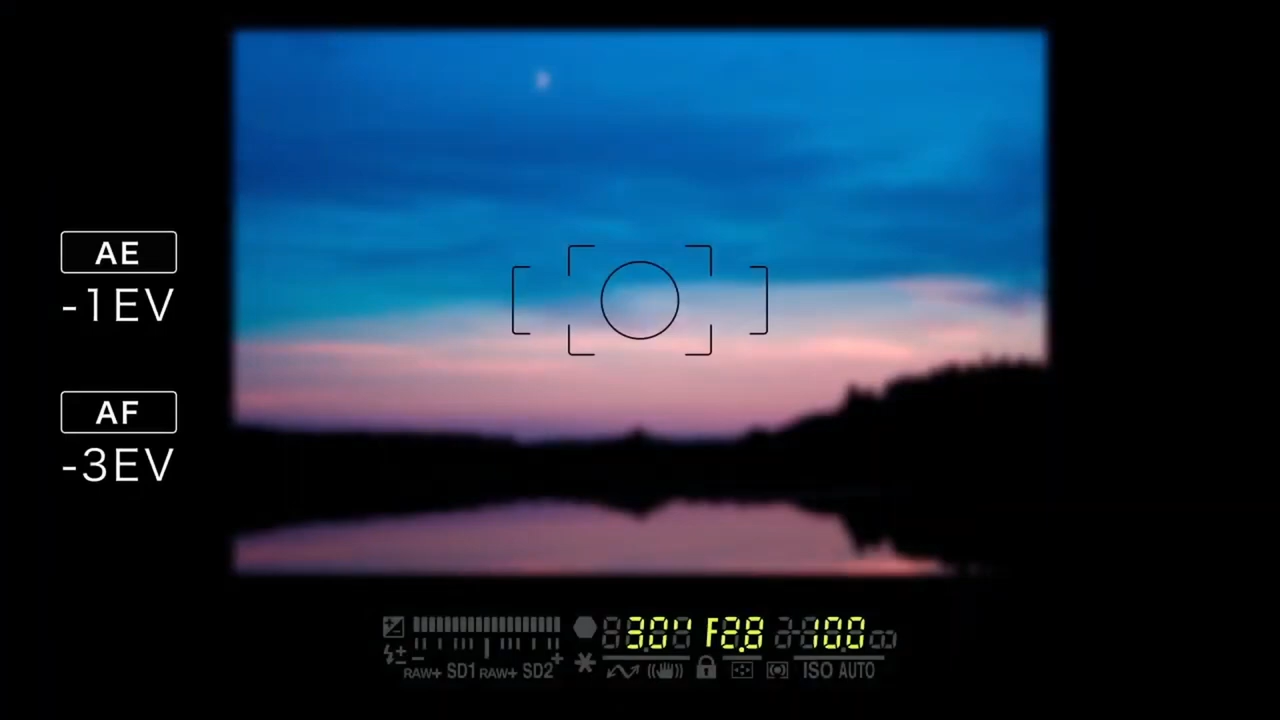 AE
-1EV
AF
-3EV
30" F2.8 100
RAW+ SD1 RAW+ SD2
ISO AUTO